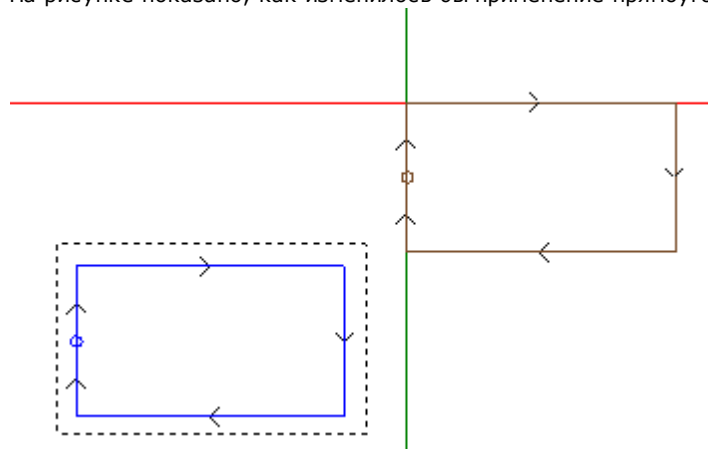 на рисунке показано, как изменилось бы применение